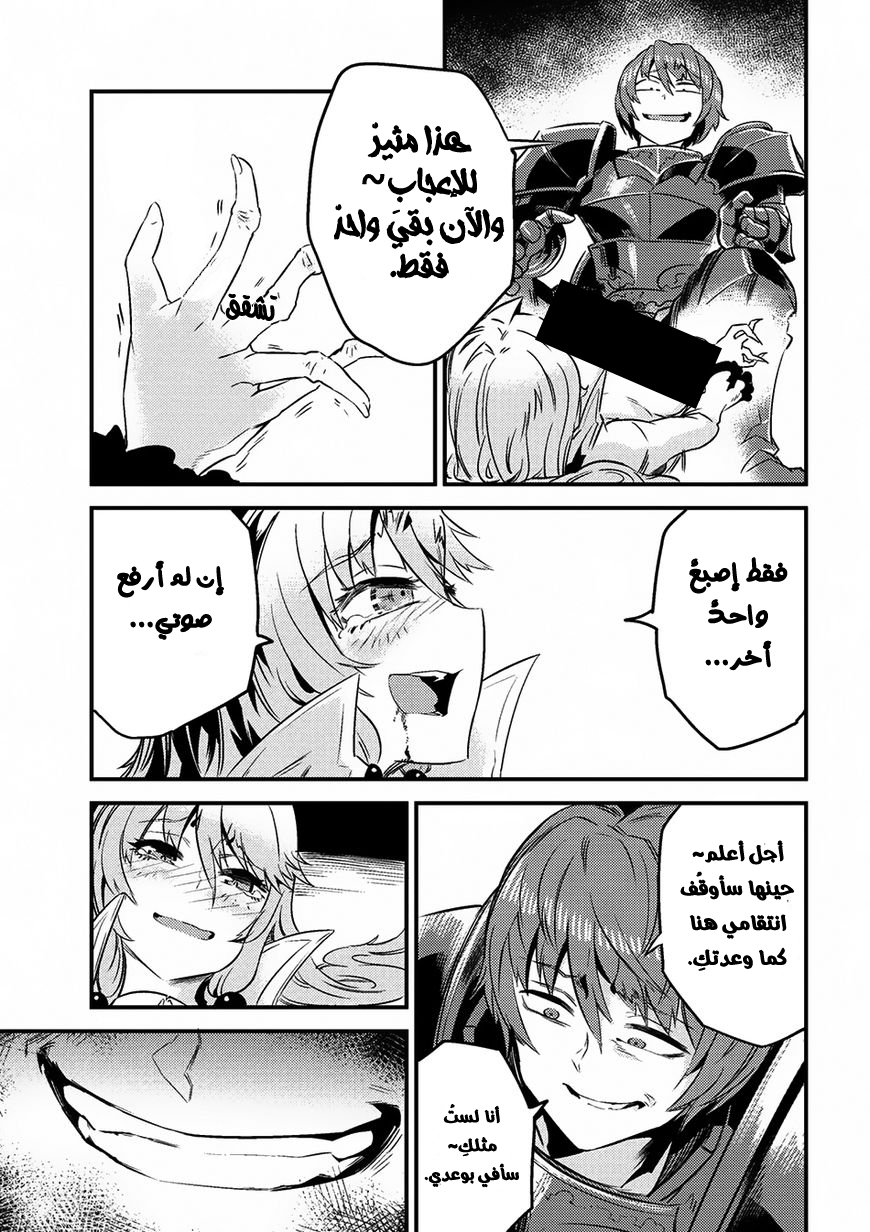 هذا مثيرٌ
للإعجاب ~
والآن بقيَ واحدٌ
فقط.
تشقق
فقط إصبعٌ
واحدٌ
أخر...
إن لم أرفع
صوتي...
أجل أعلم~
حينها سأوقُف
انتقامي هنا
كما وعدتكِ.
أنا لستُ
مثلكِ~
سأفي بوعدي.